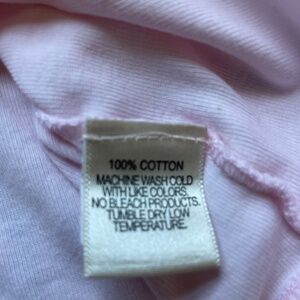 100% COTTON
MACHINE WASH COLD
WITH LIKE COLORS.
NO BLEACH PRODUCTS.
TUMBLE DRY LOW
TEMPERATURE.